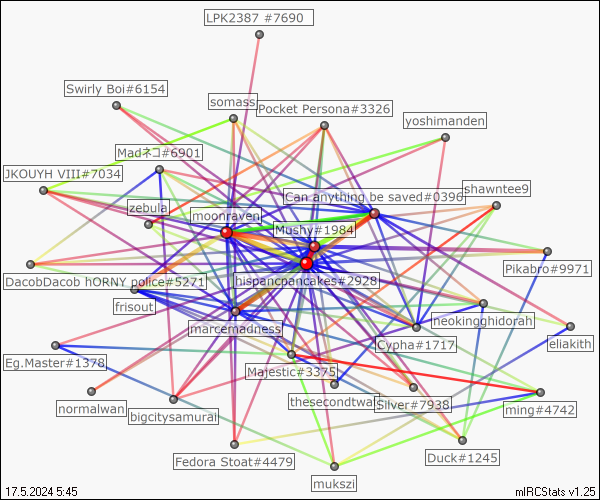 LPK2387 #7690
Swirly Boi#6154
somass
Pocket Persona#3326
yoshimanden
Madネコ#6901
JKOUYH VIII#7034
Can anything be saved#0396
shawntee9
zebula
moonraven
Mushy#1984
Pikabro#9971
DacobDacob hORNY police#5271
hispancoancakes#2928
frisout
neokingghidorah
marcemadness
Cypha#1717
eliakith
Eg.Master#1378
Majestic#3375
normalwan
bigcitysamurai
Silver#7938
ming#4742
Fedora Stoat#4479
Duck#1245
mukszi
17.5.2024 5:45
mIRCStats v1.25